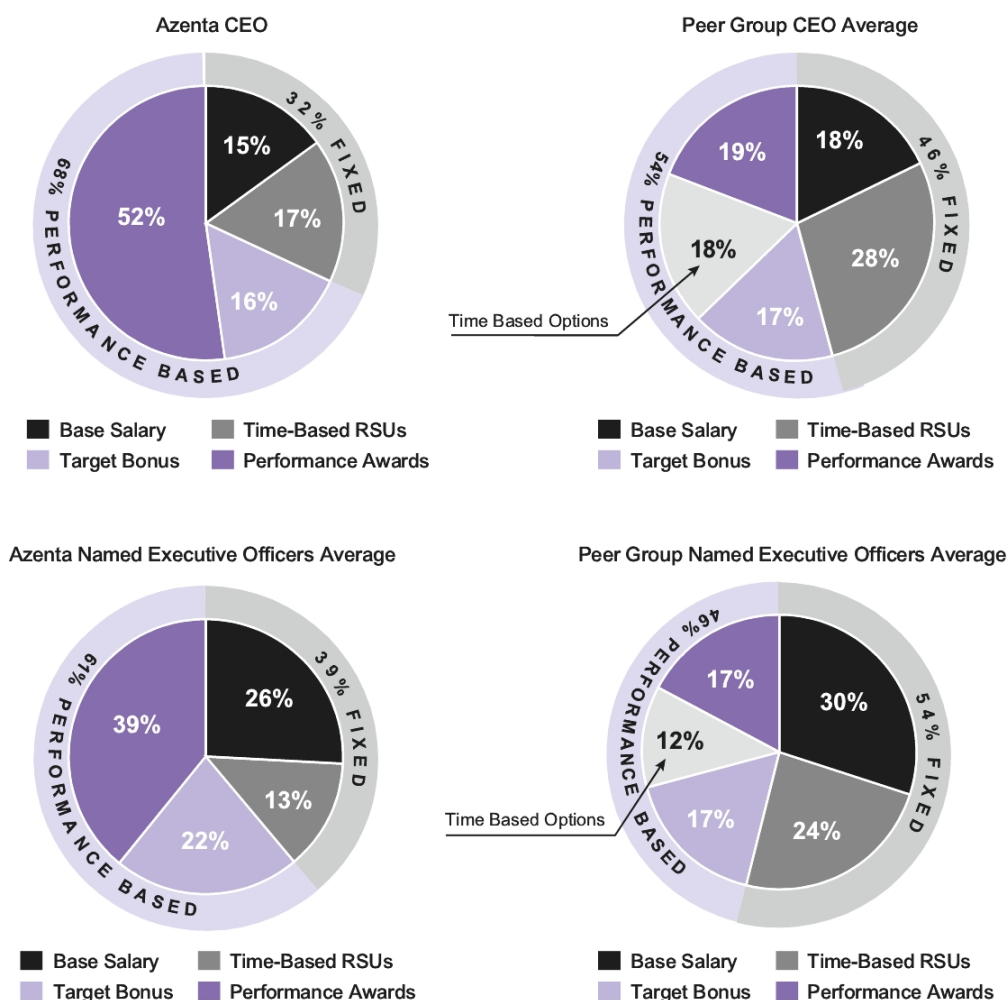 Azenta CEO
32% FIXED
15%
17%
16%
52%
68% PERFORMANCE BASED
Base Salary
Time-Based RSUs
Target Bonus
Performance Awards
Peer Group CEO Average
46% FIXED
18%
28%
17%
18%
19%
54% PERFORMANCE BASED
Time Based Options
Base Salary
Time-Based RSUs
Target Bonus
Performance Awards
Azenta Named Executive Officers Average
39% FIXED
26%
13%
22%
39%
61% PERFORMANCE BASED
Base Salary
Time-Based RSUs
Target Bonus
Performance Awards
Peer Group Named Executive Officers Average
54% FIXED
30%
24%
17%
12%
17%
46% PERFORMANCE BASED
Time Based Options
Base Salary
Time-Based RSUs
Target Bonus
Performance Awards